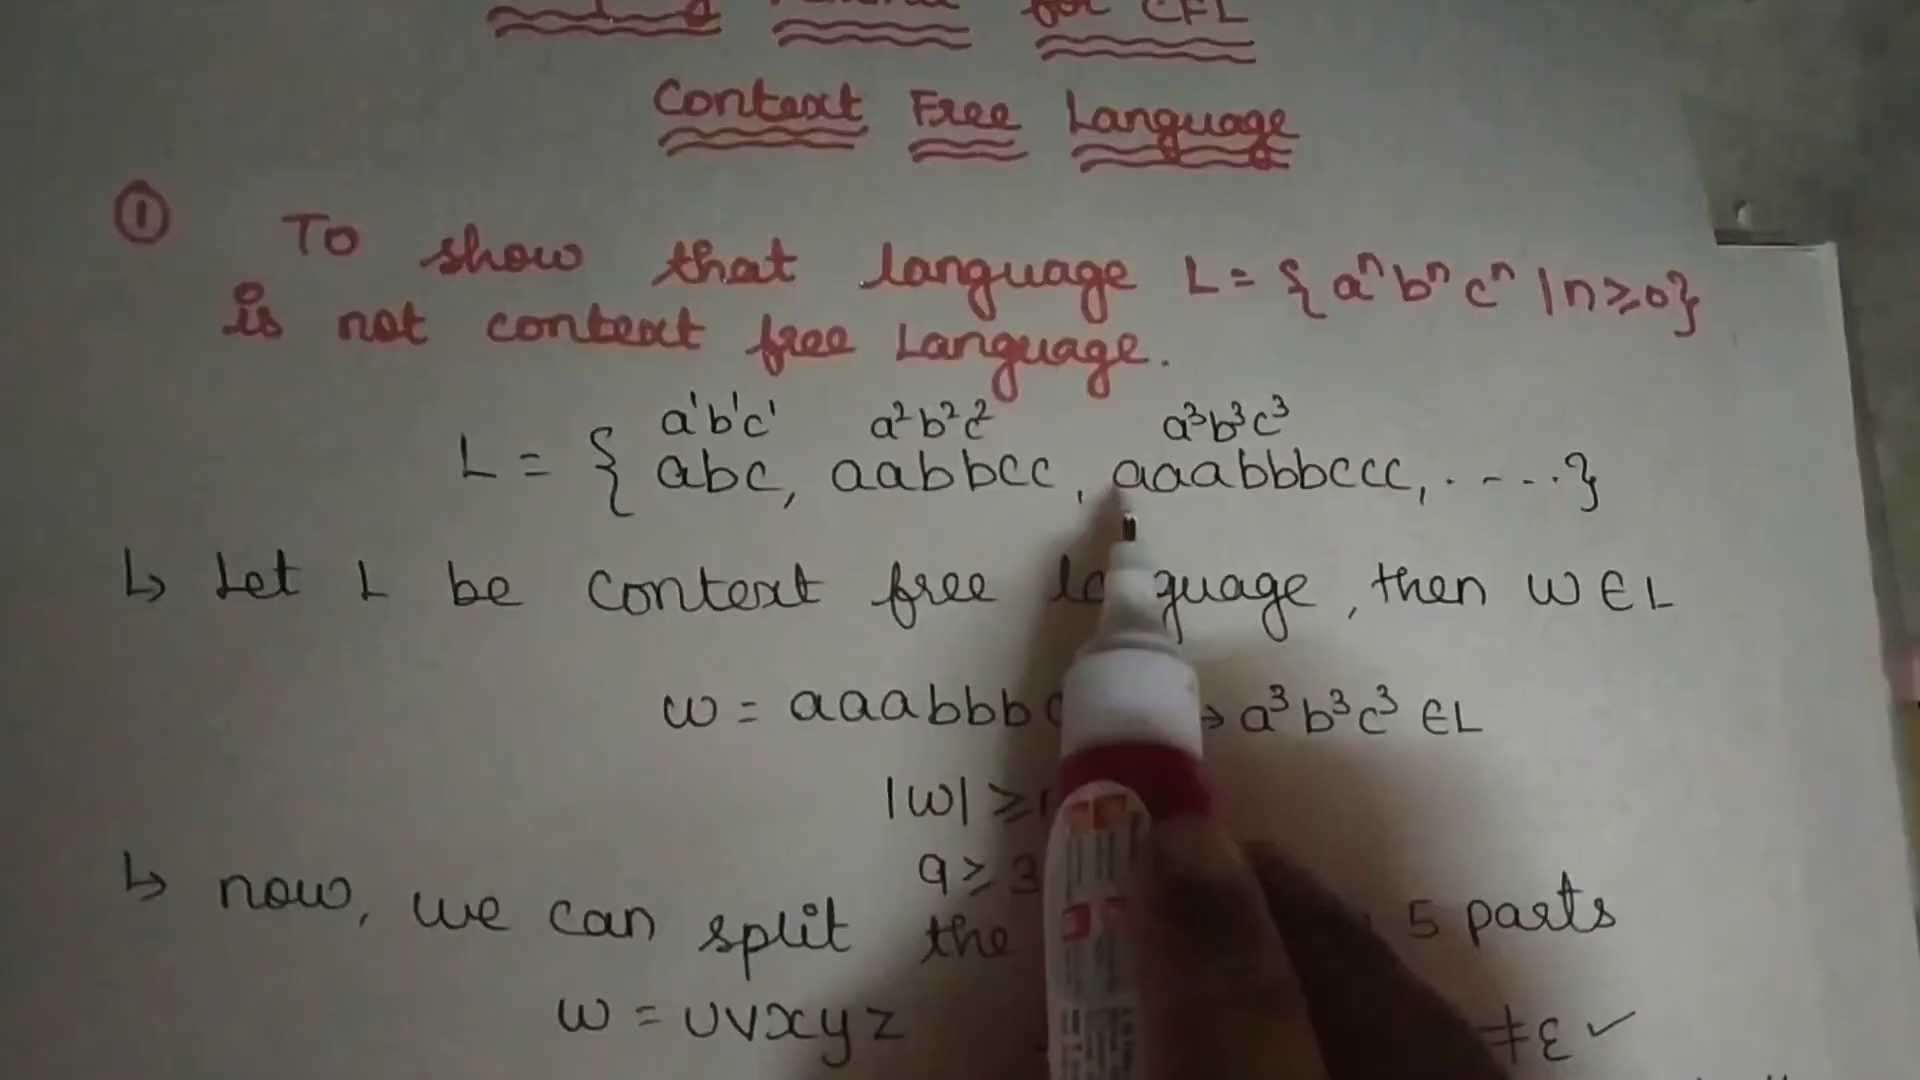 for CFL
Context Free Language
① To show that language L = {aⁿbⁿcⁿ | n ≥ 0}
is not context free Language.
a¹b¹c¹ a²b²c² a³b³c³
L = { abc, aabbcc, aaabbbccc, . - - . . }
↳ Let L be context free guage, then w ∈ L
w = aaabbb → a³b³c³ ∈ L
|w| ≥
9 ≥ 3
↳ now, we can split the 5 parts
w = uvxyz ≠ ε ✓